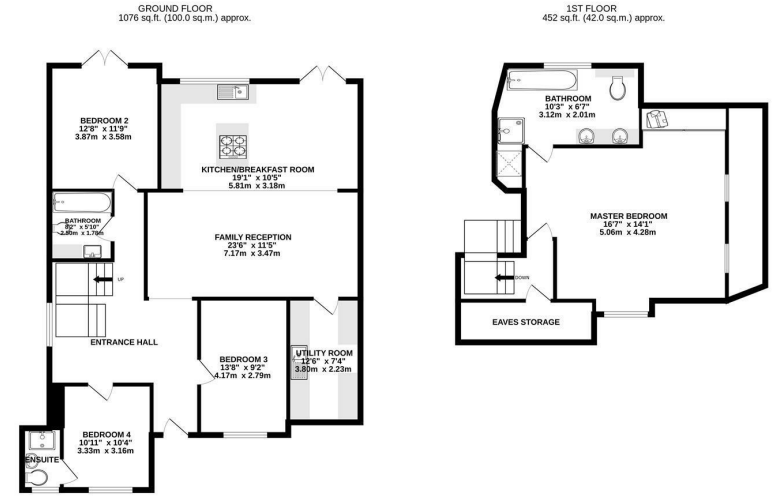 GROUND FLOOR
1076 sq.ft. (100.0 sq.m.) approx.
1ST FLOOR
452 sq.ft. (42.0 sq.m.) approx.
BEDROOM 2
12'8" x 11'9"
3.87m x 3.58m
KITCHEN/BREAKFAST ROOM
19'1" x 10'5"
5.81m x 3.18m
BATHROOM
8'2" x 5'10"
2.50m x 1.78m
FAMILY RECEPTION
23'6" x 11'5"
7.17m x 3.47m
UP
ENTRANCE HALL
BEDROOM 3
13'8" x 9'2"
4.17m x 2.79m
UTILITY ROOM
12'6" x 7'4"
3.80m x 2.23m
BEDROOM 4
10'11" x 10'4"
3.33m x 3.16m
ENSUITE
BATHROOM
10'3" x 6'7"
3.12m x 2.01m
MASTER BEDROOM
16'7" x 14'1"
5.06m x 4.28m
DOWN
EAVES STORAGE